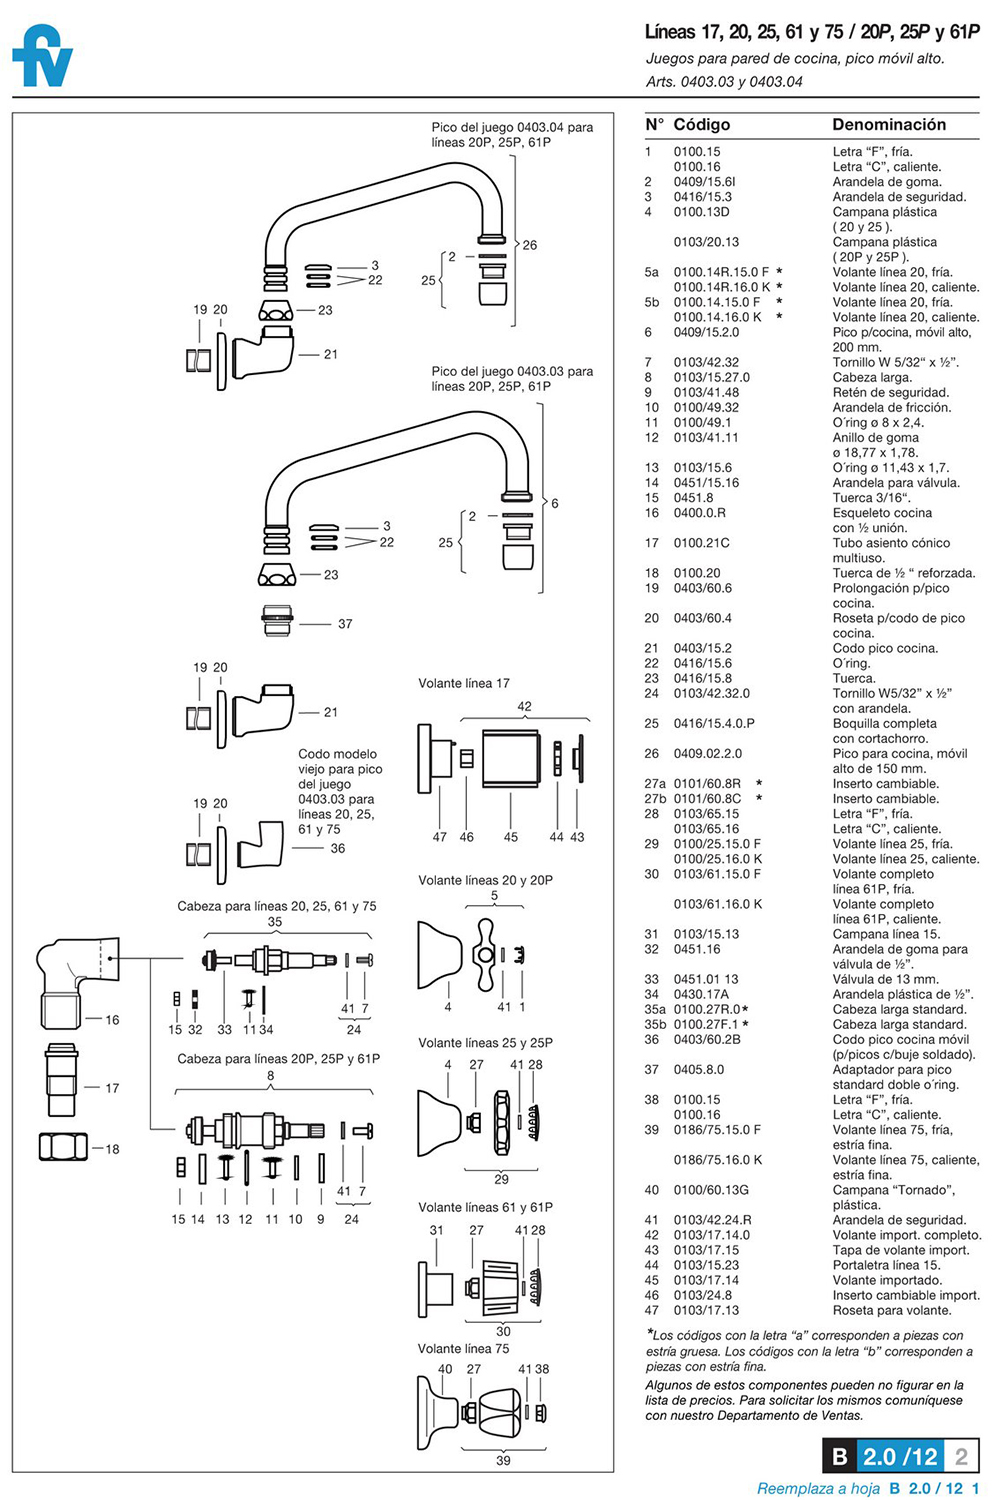 fv
Líneas 17, 20, 25, 61 y 75 / 20P, 25P y 61P
Juegos para pared de cocina, pico móvil alto.
Arts. 0403.03 y 0403.04
Pico del juego 0403.04 para
líneas 20P, 25P, 61P
26
2
25
3
22
23
19 20
21
Pico del juego 0403.03 para
líneas 20P, 25P, 61P
6
2
25
3
22
23
37
19 20
21
Codo modelo
viejo para pico
del juego
0403.03 para
líneas 20, 25,
61 y 75
19 20
36
Volante línea 17
42
47 46 45 44 43
Cabeza para líneas 20, 25, 61 y 75
35
15 32 33 11 34
41 7
24
16
17
18
Cabeza para líneas 20P, 25P y 61P
8
15 14 13 12 11 10 9
41 7
24
Volante líneas 20 y 20P
5
4 41 1
Volante líneas 25 y 25P
4 27 41 28
29
Volante líneas 61 y 61P
31 27 41 28
30
Volante línea 75
40 27 41 38
39
N° Código Denominación
1 0100.15 Letra “F”, fría.
0100.16 Letra “C”, caliente.
2 0409/15.6I Arandela de goma.
3 0416/15.3 Arandela de seguridad.
4 0100.13D Campana plástica
( 20 y 25 ).
0103/20.13 Campana plástica
( 20P y 25P ).
5a 0100.14R.15.0 F * Volante línea 20, fría.
0100.14R.16.0 K * Volante línea 20, caliente.
5b 0100.14.15.0 F * Volante línea 20, fría.
0100.14.16.0 K * Volante línea 20, caliente.
6 0409/15.2.0 Pico p/cocina, móvil alto,
200 mm.
7 0103/42.32 Tornillo W 5/32“ x ½”.
8 0103/15.27.0 Cabeza larga.
9 0103/41.48 Retén de seguridad.
10 0100/49.32 Arandela de fricción.
11 0100/49.1 O´ring ø 8 x 2,4.
12 0103/41.11 Anillo de goma
ø 18,77 x 1,78.
13 0103/15.6 O´ring ø 11,43 x 1,7.
14 0451/15.16 Arandela para válvula.
15 0451.8 Tuerca 3/16“.
16 0400.0.R Esqueleto cocina
con ½ unión.
17 0100.21C Tubo asiento cónico
multiuso.
18 0100.20 Tuerca de ½ “ reforzada.
19 0403/60.6 Prolongación p/pico
cocina.
20 0403/60.4 Roseta p/codo de pico
cocina.
21 0403/15.2 Codo pico cocina.
22 0416/15.6 O´ring.
23 0416/15.8 Tuerca.
24 0103/42.32.0 Tornillo W5/32” x ½”
con arandela.
25 0416/15.4.0.P Boquilla completa
con cortachorro.
26 0409.02.2.0 Pico para cocina, móvil
alto de 150 mm.
27a 0101/60.8R * Inserto cambiable.
27b 0101/60.8C * Inserto cambiable.
28 0103/65.15 Letra “F”, fría.
0103/65.16 Letra “C”, caliente.
29 0100/25.15.0 F Volante línea 25, fría.
0100/25.16.0 K Volante línea 25, caliente.
30 0103/61.15.0 F Volante completo
línea 61P, fría.
0103/61.16.0 K Volante completo
línea 61P, caliente.
31 0103/15.13 Campana línea 15.
32 0451.16 Arandela de goma para
válvula de ½”.
33 0451.01 13 Válvula de 13 mm.
34 0430.17A Arandela plástica de ½”.
35a 0100.27R.0* Cabeza larga standard.
35b 0100.27F.1 * Cabeza larga standard.
36 0403/60.2B Codo pico cocina móvil
(p/picos c/buje soldado).
37 0405.8.0 Adaptador para pico
standard doble o´ring.
38 0100.15 Letra “F”, fría.
0100.16 Letra “C”, caliente.
39 0186/75.15.0 F Volante línea 75, fría,
estría fina.
0186/75.16.0 K Volante línea 75, caliente,
estría fina.
40 0100/60.13G Campana “Tornado”,
plástica.
41 0103/42.24.R Arandela de seguridad.
42 0103/17.14.0 Volante import. completo.
43 0103/17.15 Tapa de volante import.
44 0103/15.23 Portaletra línea 15.
45 0103/17.14 Volante importado.
46 0103/24.8 Inserto cambiable import.
47 0103/17.13 Roseta para volante.
*Los códigos con la letra “a” corresponden a piezas con
estría gruesa. Los códigos con la letra “b” corresponden a
piezas con estría fina.
Algunos de estos componentes pueden no figurar en la
lista de precios. Para solicitar los mismos comuníquese
con nuestro Departamento de Ventas.
B 2.0 /12 2
Reemplaza a hoja B 2.0 / 12 1